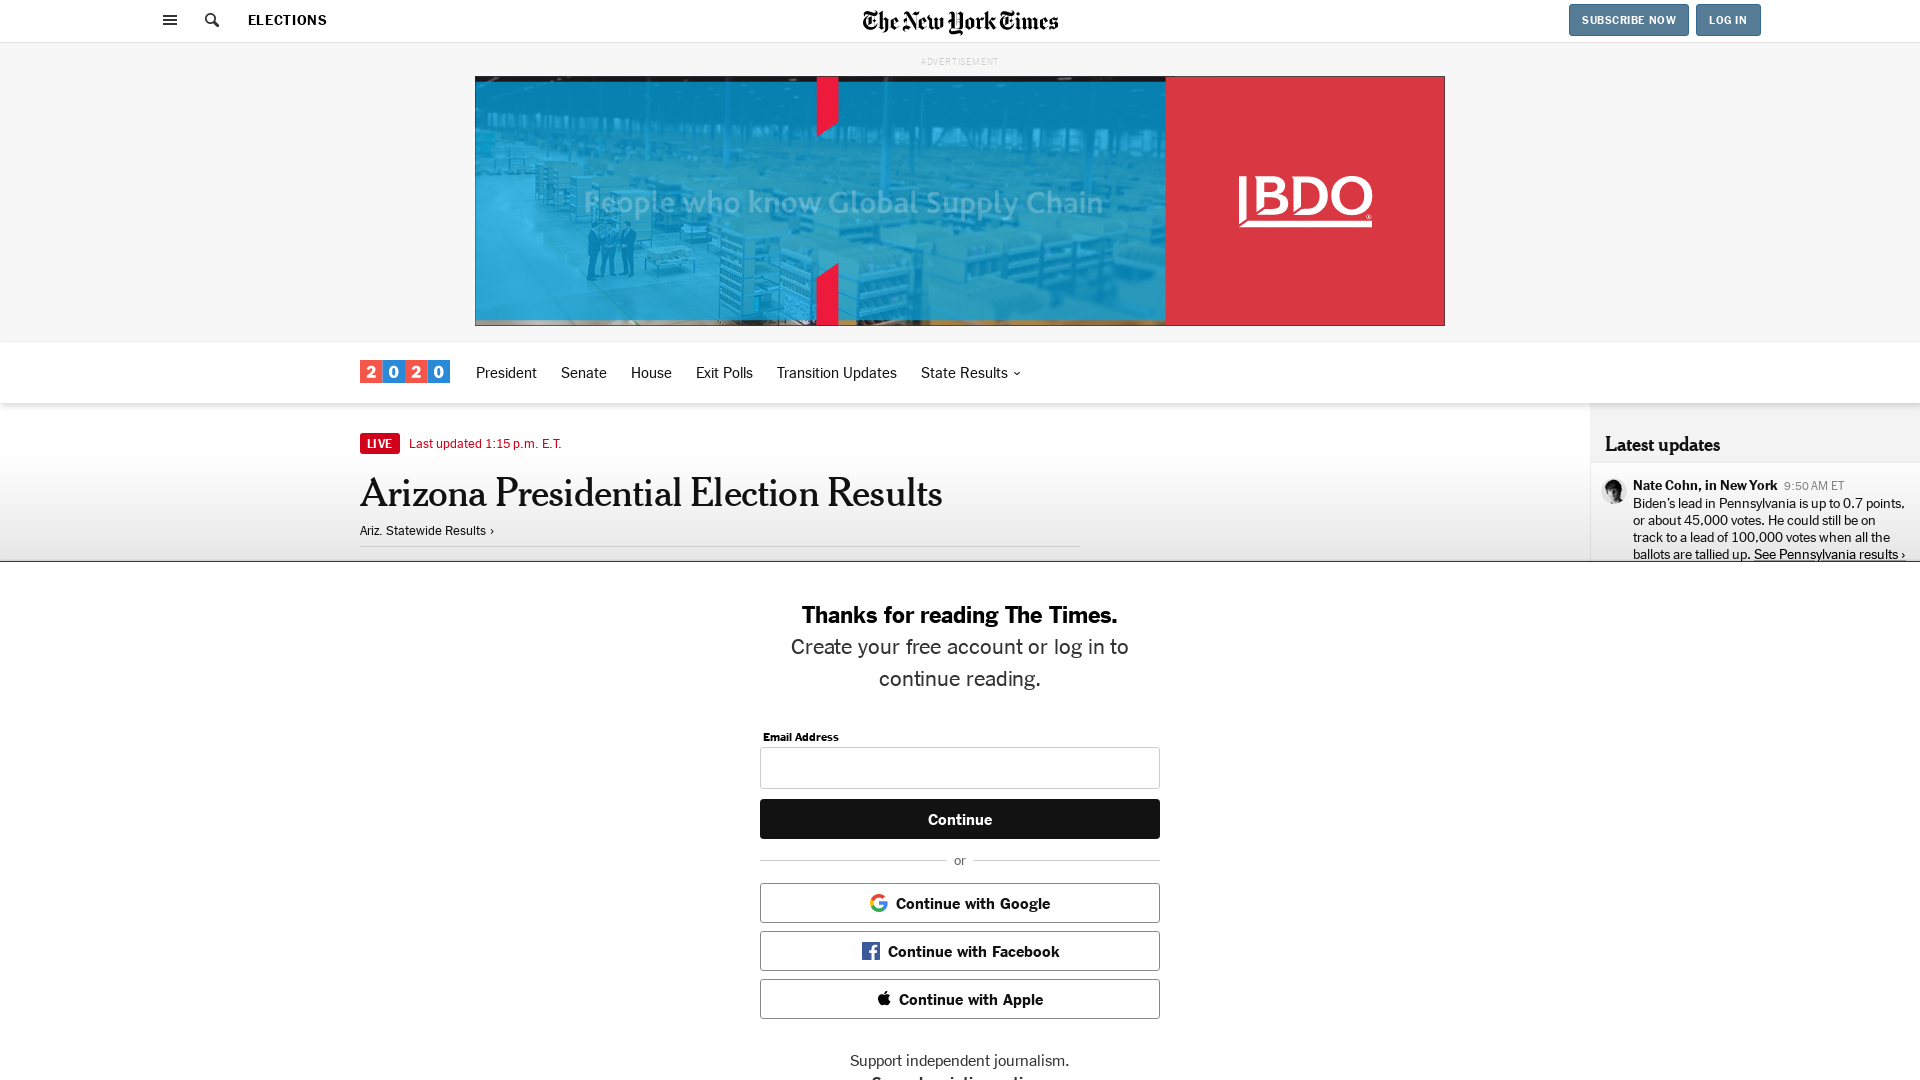 ELECTIONS
The New York Times
SUBSCRIBE NOW
LOG IN
ADVERTISEMENT
People who know Global Supply Chain
BDO
2020
President
Senate
House
Exit Polls
Transition Updates
State Results
LIVE
Last updated 1:15 p.m. E.T.
Arizona Presidential Election Results
Ariz. Statewide Results ›
Latest updates
Nate Cohn, in New York 9:50 AM ET
Biden’s lead in Pennsylvania is up to 0.7 points,
or about 45,000 votes. He could still be on
track to a lead of 100,000 votes when all the
ballots are tallied up. See Pennsylvania results ›
Thanks for reading The Times.
Create your free account or log in to
continue reading.
Email Address
Continue
or
Continue with Google
Continue with Facebook
Continue with Apple
Support independent journalism.